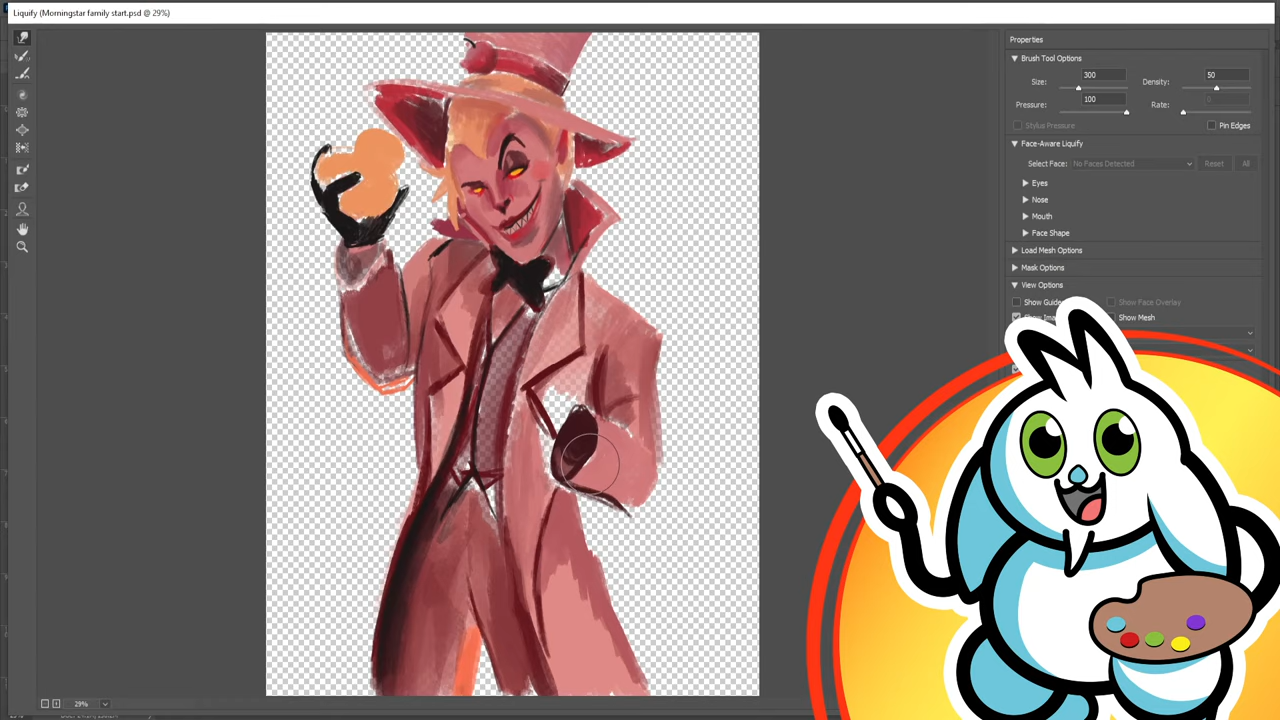 Liquify (Morningstar family start.psd @ 29%)
Properties
Brush Tool Options
Size: 300 Density: 50
Pressure: 100 Rate: 0
Stylus Pressure Pin Edges
Face-Aware Liquify
Select Face: No Faces Detected Reset All
Eyes
Nose
Mouth
Face Shape
Load Mesh Options
Mask Options
View Options
Show Guides Show Face Overlay
Show Mesh
29%